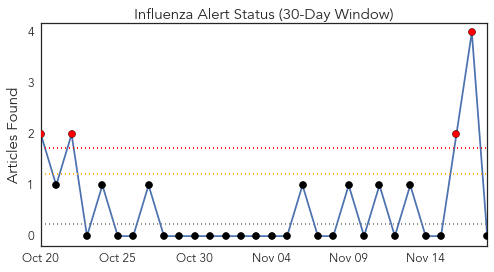 Influenza Alert Status (30-Day Window)
Articles Found
4
3
2
1
0
Oct 20 Oct 25 Oct 30 Nov 04 Nov 09 Nov 14